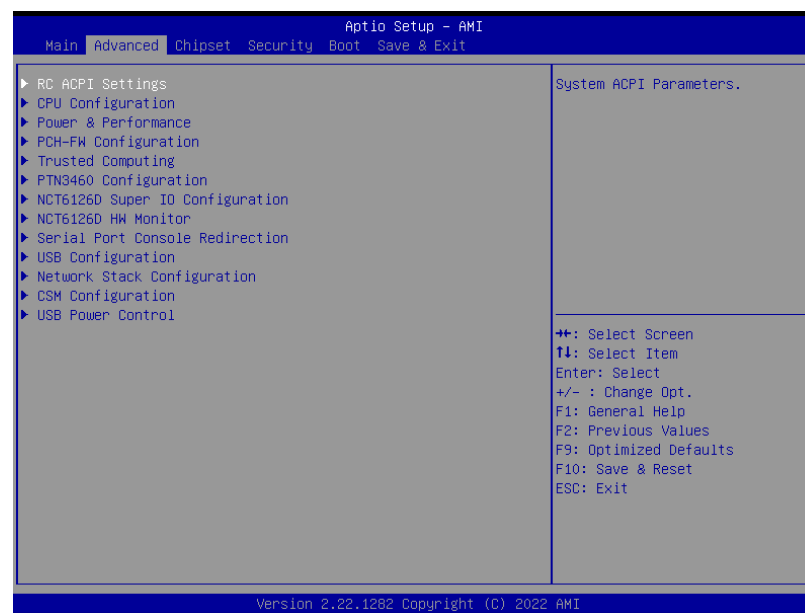 Aptio Setup - AMI
Main Advanced Chipset Security Boot Save & Exit
RC ACPI Settings
CPU Configuration
Power & Performance
PCH-FW Configuration
Trusted Computing
PTN3460 Configuration
NCT6126D Super IO Configuration
NCT6126D HW Monitor
Serial Port Console Redirection
USB Configuration
Network Stack Configuration
CSM Configuration
USB Power Control
System ACPI Parameters.
→←: Select Screen
↑↓: Select Item
Enter: Select
+/- : Change Opt.
F1: General Help
F2: Previous Values
F9: Optimized Defaults
F10: Save & Reset
ESC: Exit
Version 2.22.1282 Copyright (C) 2022 AMI